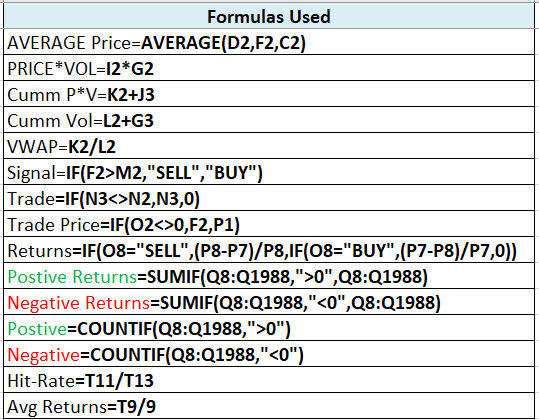 Formulas Used
AVERAGE Price=AVERAGE(D2,F2,C2)
PRICE*VOL=I2*G2
Cumm P*V=K2+J3
Cumm Vol=L2+G3
VWAP=K2/L2
Signal=IF(F2>M2,"SELL","BUY")
Trade=IF(N3<>N2,N3,0)
Trade Price=IF(O2<>0,F2,P1)
Returns=IF(O8="SELL",(P8-P7)/P8,IF(O8="BUY",(P7-P8)/P7,0))
Postive Returns=SUMIF(Q8:Q1988,">0",Q8:Q1988)
Negative Returns=SUMIF(Q8:Q1988,"<0",Q8:Q1988)
Postive=COUNTIF(Q8:Q1988,">0")
Negative=COUNTIF(Q8:Q1988,"<0")
Hit-Rate=T11/T13
Avg Returns=T9/9